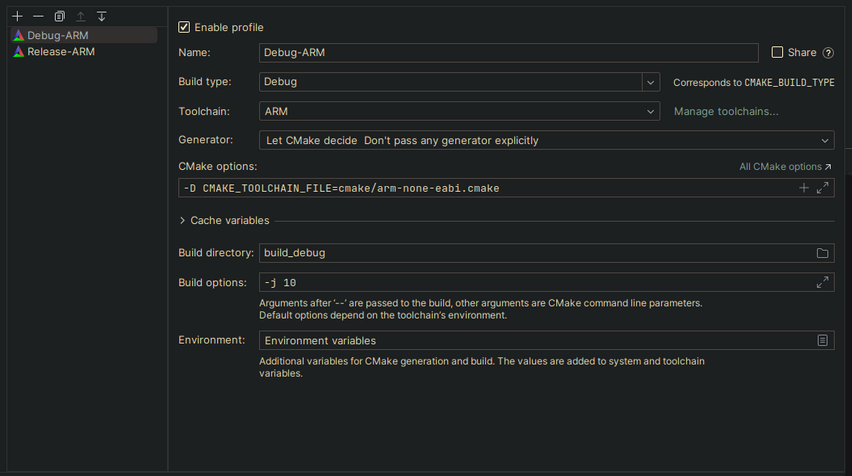 Debug-ARM
Release-ARM
Enable profile
Name: Debug-ARM Share ?
Build type: Debug Corresponds to CMAKE_BUILD_TYPE
Toolchain: ARM Manage toolchains...
Generator: Let CMake decide Don't pass any generator explicitly
CMake options: All CMake options ↗
-D CMAKE_TOOLCHAIN_FILE=cmake/arm-none-eabi.cmake
Cache variables
Build directory: build_debug
Build options: -j 10
Arguments after '--' are passed to the build, other arguments are CMake command line parameters.
Default options depend on the toolchain's environment.
Environment: Environment variables
Additional variables for CMake generation and build. The values are added to system and toolchain
variables.